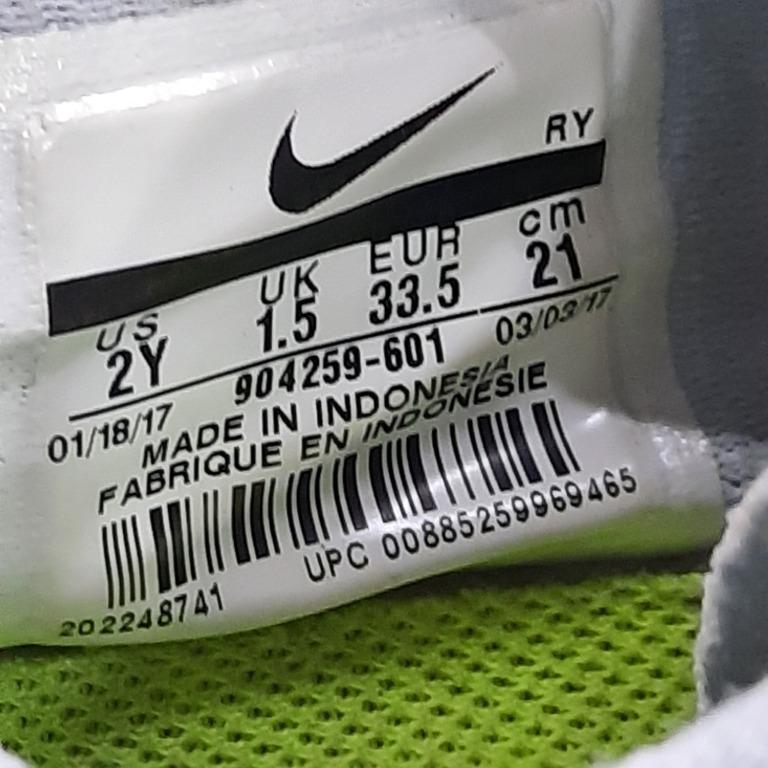 RY
US UK EUR cm
2Y 1.5 33.5 21
01/18/17 904259-601 03/03/17
MADE IN INDONESIA
FABRIQUE EN INDONESIE
202248741 UPC 00885259969465